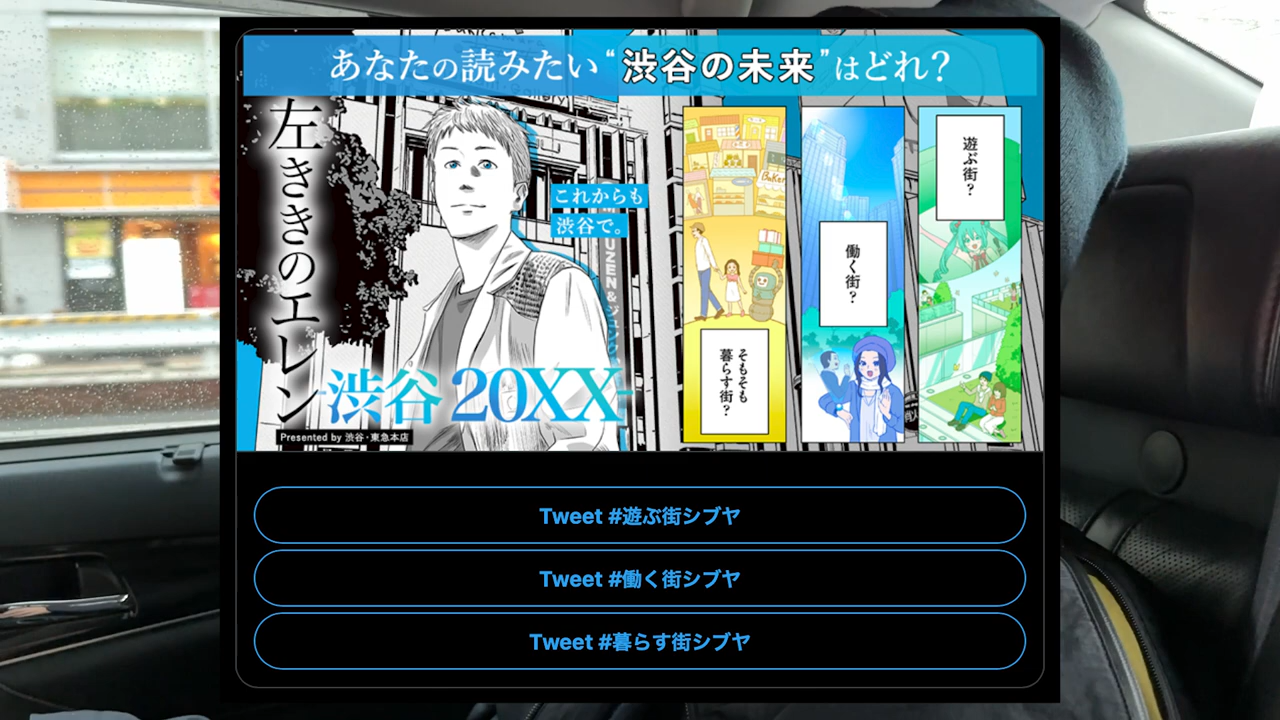 あなたの読みたい“渋谷の未来”はどれ？
左ききのエレン
これからも
渋谷で。
-渋谷 20XX-
Presented by 渋谷・東急本店
そもそも
暮らす街？
働く街？
遊ぶ街？
Tweet #遊ぶ街シブヤ
Tweet #働く街シブヤ
Tweet #暮らす街シブヤ